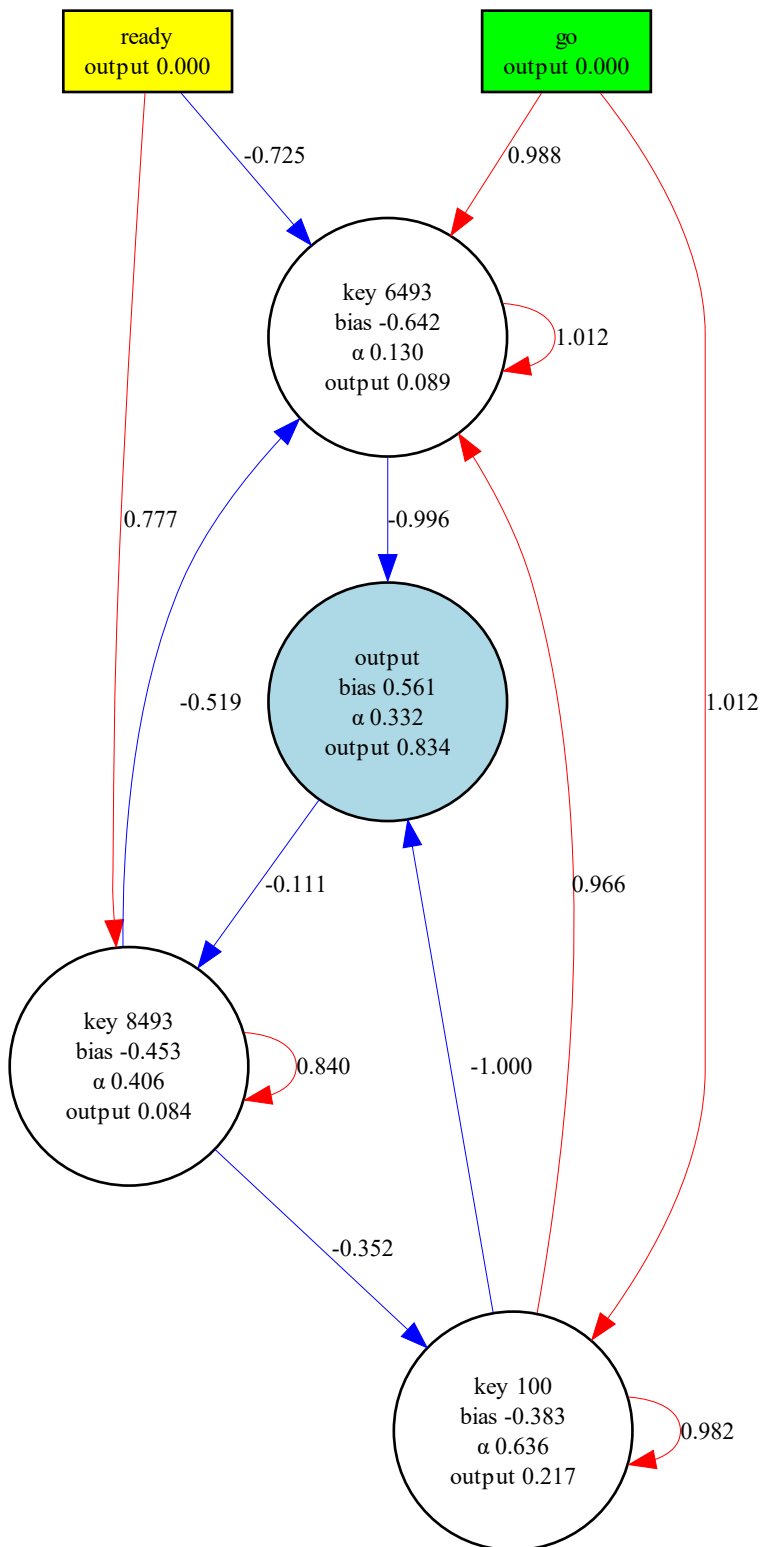 ready
output 0.000
go
output 0.000
-0.725
0.988
key 6493
bias -0.642
α 0.130
output 0.089
1.012
0.777
-0.996
-0.519
output
bias 0.561
α 0.332
output 0.834
1.012
-0.111
0.966
key 8493
bias -0.453
α 0.406
output 0.084
0.840
-1.000
-0.352
key 100
bias -0.383
α 0.636
output 0.217
0.982